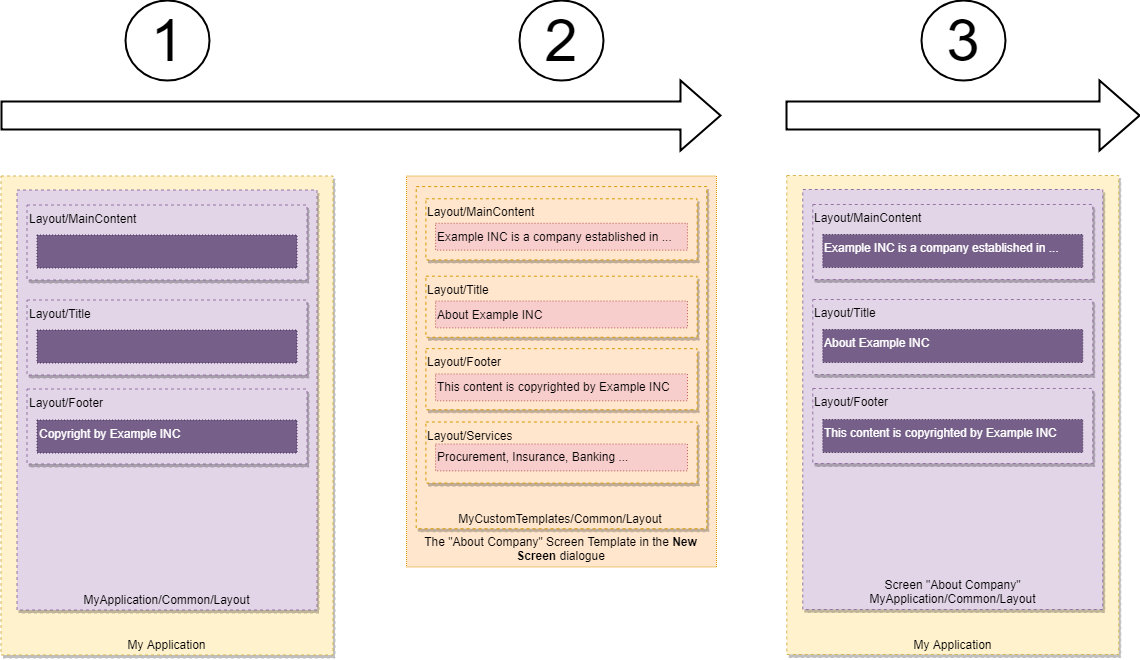 1
2
3
Layout/MainContent
Layout/Title
Layout/Footer
Copyright by Example INC
MyApplication/Common/Layout
My Application
Layout/MainContent
Example INC is a company established in ...
Layout/Title
About Example INC
Layout/Footer
This content is copyrighted by Example INC
Layout/Services
Procurement, Insurance, Banking ...
MyCustomTemplates/Common/Layout
The "About Company" Screen Template in the New
Screen dialogue
Layout/MainContent
Example INC is a company established in ...
Layout/Title
About Example INC
Layout/Footer
This content is copyrighted by Example INC
Screen "About Company"
MyApplication/Common/Layout
My Application